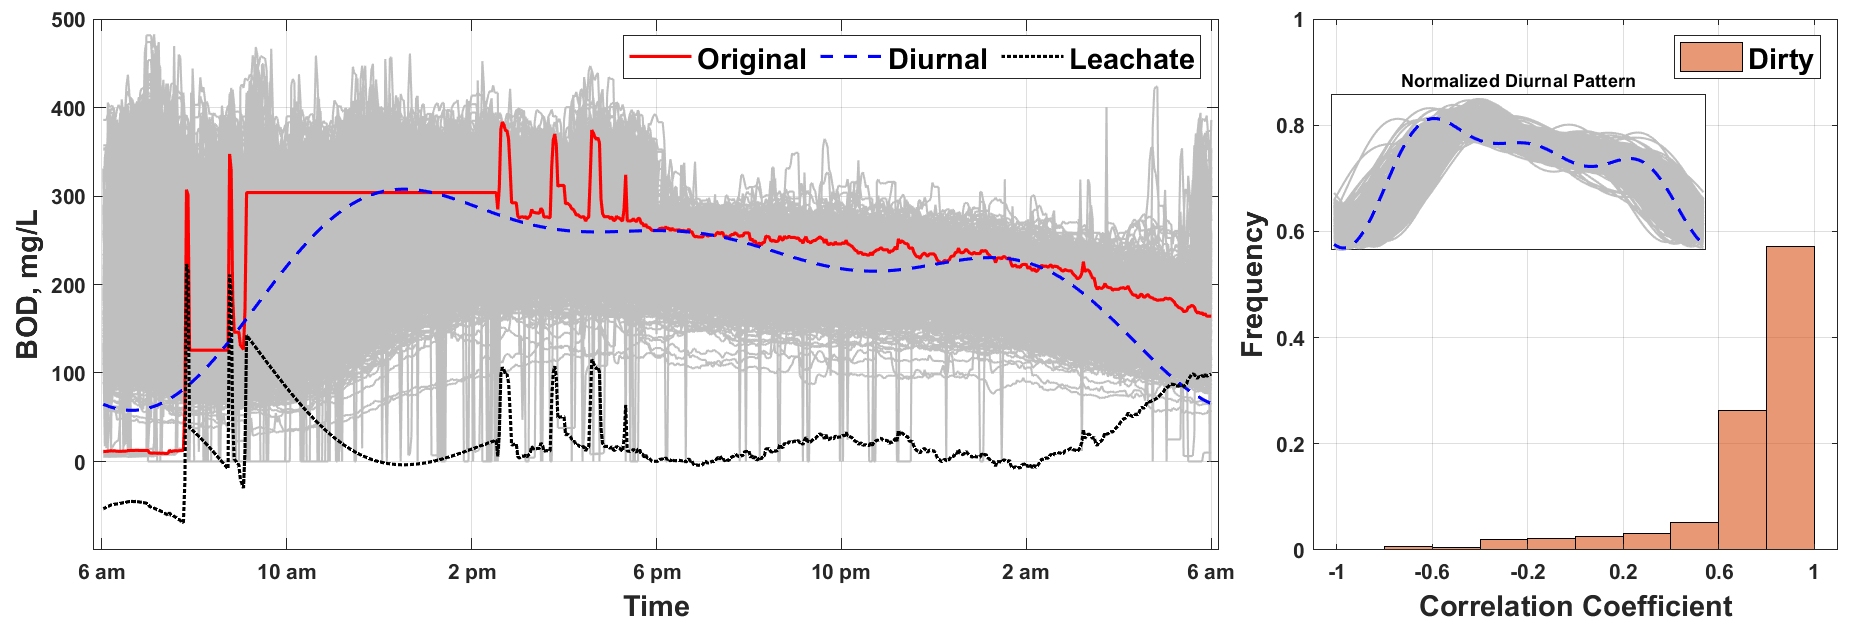 500
400
300
200
100
0
BOD, mg/L
Original Diurnal Leachate
6 am 10 am 2 pm 6 pm 10 pm 2 am 6 am
Time
1
0.8
0.6
0.4
0.2
0
Frequency
Dirty
Normalized Diurnal Pattern
-1 -0.6 -0.2 0.2 0.6 1
Correlation Coefficient